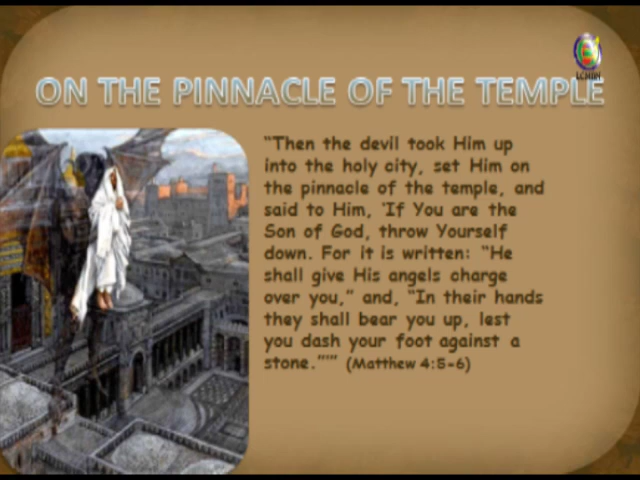 LCMBN
ON THE PINNACLE OF THE TEMPLE
“Then the devil took Him up
into the holy city, set Him on
the pinnacle of the temple, and
said to Him, ‘If You are the
Son of God, throw Yourself
down. For it is written: “He
shall give His angels charge
over you,” and, “In their hands
they shall bear you up, lest
you dash your foot against a
stone.”’” (Matthew 4:5-6)